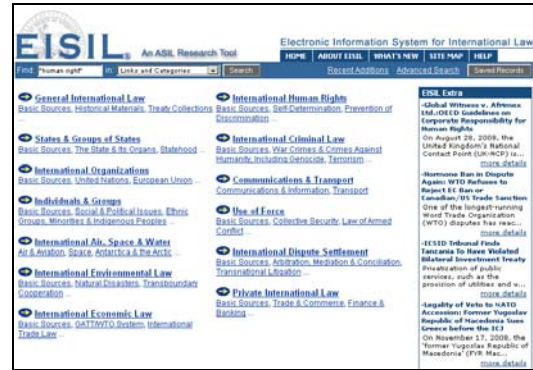 EISIL
An ASIL Research Tool
Electronic Information System for International Law
HOME ABOUT EISIL WHAT'S NEW SITE MAP HELP
Find: "human right" in: Links and Categories Search Recent Additions Advanced Search Saved Records
General International Law
Basic Sources, Historical Materials, Treaty Collections
...
States & Groups of States
Basic Sources, The State & Its Organs, Statehood ...
International Organizations
Basic Sources, United Nations, European Union ...
Individuals & Groups
Basic Sources, Social & Political Issues, Ethnic
Groups, Minorities & Indigenous Peoples ...
International Air, Space & Water
Air & Aviation, Space, Antarctica & the Arctic ...
International Environmental Law
Basic Sources, Natural Disasters, Transboundary
Cooperation ...
International Economic Law
Basic Sources, GATT/WTO System, International
Trade Law ...
International Human Rights
Basic Sources, Self-Determination, Prevention of
Discrimination ...
International Criminal Law
Basic Sources, War Crimes & Crimes Against
Humanity, Including Genocide, Terrorism ...
Communications & Transport
Communications & Information, Transport
Use of Force
Basic Sources, Collective Security, Law of Armed
Conflict ...
International Dispute Settlement
Basic Sources, Arbitration, Mediation & Conciliation,
Transnational Litigation ...
Private International Law
Basic Sources, Trade & Commerce, Finance &
Banking ...
EISIL Extra
-Global Witness v. Afrimex
Ltd.:OECD Guidelines on
Corporate Responsibility for
Human Rights
On August 28, 2008, the
United Kingdom's National
Contact Point (UK-NCP) is...
more details
-Hormone Ban in Dispute
Again: WTO Refuses to
Reject EC Ban or
Canadian/US Trade Sanction
One of the longest-running
Word Trade Organization
(WTO) disputes has reac...
more details
-ICSID Tribunal Finds
Tanzania To Have Violated
Bilateral Investment Treaty
Privatization of public
services, such as the
provision of utilities and w...
more details
-Legality of Veto to NATO
Accession: Former Yugoslav
Republic of Macedonia Sues
Greece before the ICJ
On November 17, 2008, the
'former Yugoslav Republic of
Macedonia' (FYR Mac...
more details